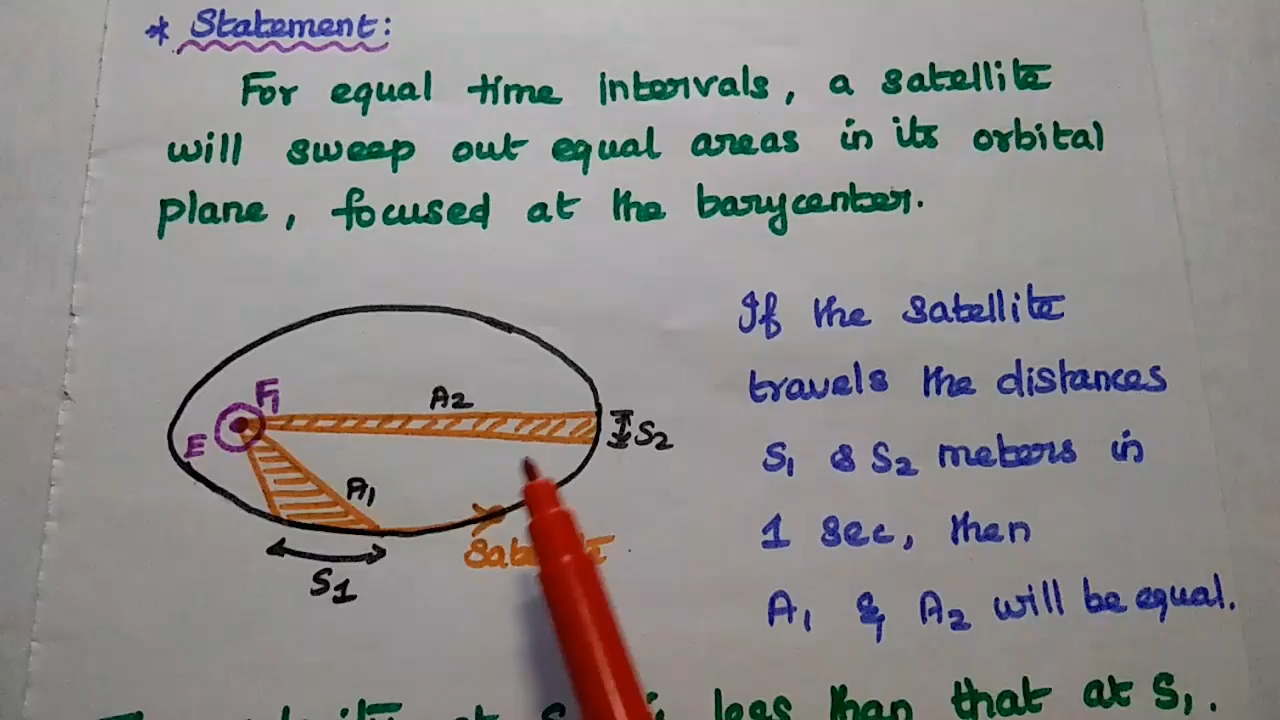 * Statement:
For equal time intervals, a satellite
will sweep out equal areas in its orbital
plane, focused at the barycenter.
If the satellite
travels the distances
S1 & S2 meters in
1 sec, then
A1 & A2 will be equal.
F1
E
A2
S2
A1
S1
less than that at S1.